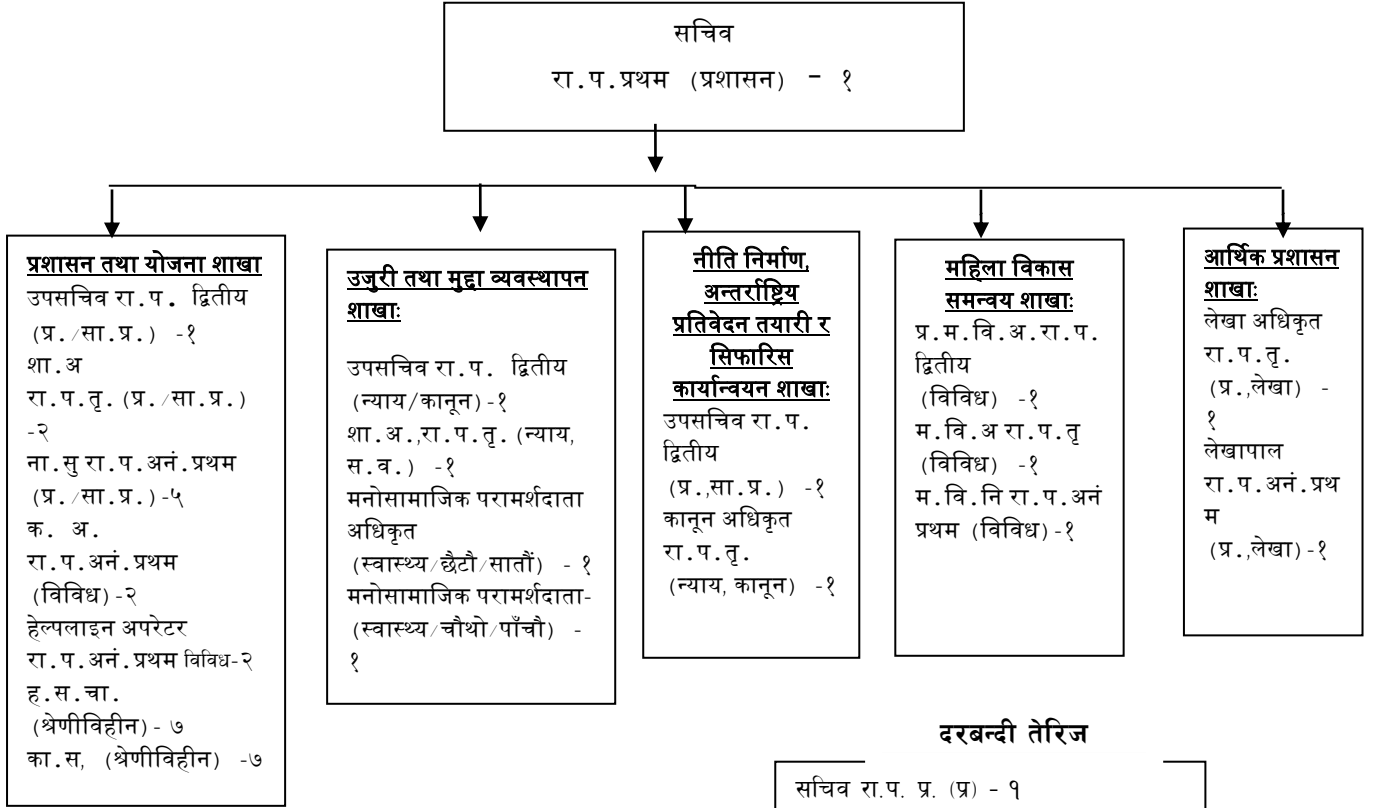 सचिव
रा.प.प्रथम (प्रशासन) - १
प्रशासन तथा योजना शाखा
उपसचिव रा.प. द्वितीय
(प्र./सा.प्र.) -१
शा.अ
रा.प.तृ. (प्र./सा.प्र.)
-२
ना.सु रा.प.अनं.प्रथम
(प्र./सा.प्र.)-५
क. अ.
रा.प.अनं.प्रथम
(विविध)-२
हेल्पलाइन अपरेटर
रा.प.अनं.प्रथम विविध-२
ह.स.चा.
(श्रेणीविहीन)- ७
का.स, (श्रेणीविहीन) -७
उजुरी तथा मुद्दा व्यवस्थापन
शाखाः
उपसचिव रा.प. द्वितीय
(न्याय/कानून)-१
शा.अ.,रा.प.तृ.(न्याय,
स.व.) -१
मनोसामाजिक परामर्शदाता
अधिकृत
(स्वास्थ्य/छैटौ/सातौं) - १
मनोसामाजिक परामर्शदाता-
(स्वास्थ्य/चौथो/पाँचौ) -
१
नीति निर्माण,
अन्तर्राष्ट्रिय
प्रतिवेदन तयारी र
सिफारिस
कार्यान्वयन शाखाः
उपसचिव रा.प.
द्वितीय
(प्र.,सा.प्र.) -१
कानून अधिकृत
रा.प.तृ.
(न्याय, कानून) -१
महिला विकास
समन्वय शाखाः
प्र.म.वि.अ.रा.प.
द्वितीय
(विविध) -१
म.वि.अ रा.प.तृ
(विविध) -१
म.वि.नि रा.प.अनं
प्रथम (विविध)-१
आर्थिक प्रशासन
शाखाः
लेखा अधिकृत
रा.प.तृ.
(प्र.,लेखा) -
१
लेखापाल
रा.प.अनं.प्रथ
म
(प्र.,लेखा)-१
दरबन्दी तेरिज
सचिव रा.प. प्र. (प्र) - १